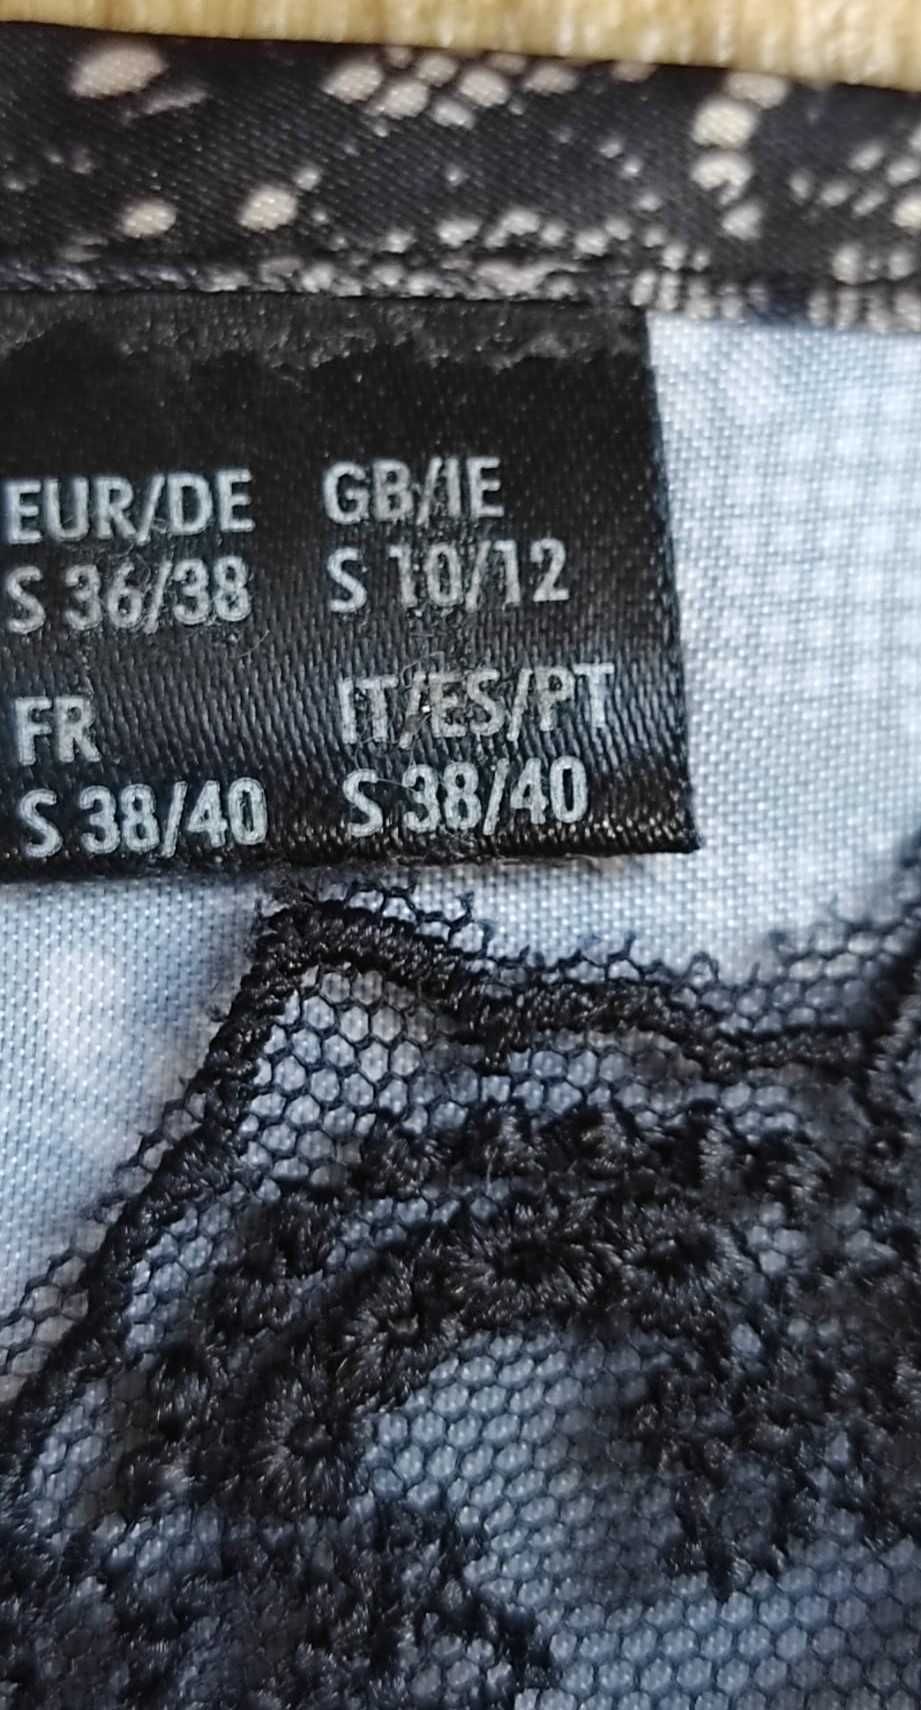 EUR/DE GB/IE
S 36/38 S 10/12
FR IT/ES/PT
S 38/40 S 38/40